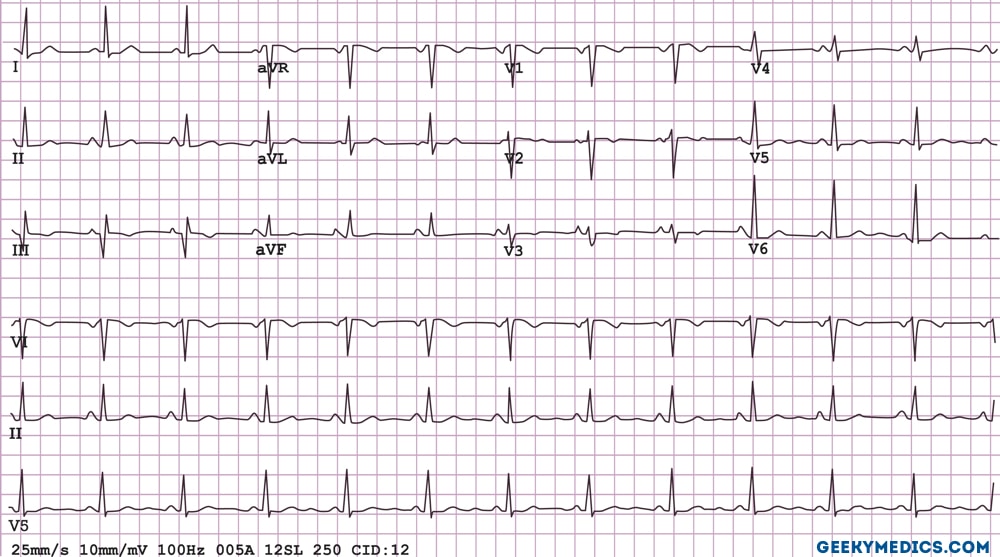 I aVR V1 V4
II aVL V2 V5
III aVF V3 V6
VI
II
V5
25mm/s 10mm/mV 100Hz 005A 12SL 250 CID:12
GEEKYMEDICS.COM